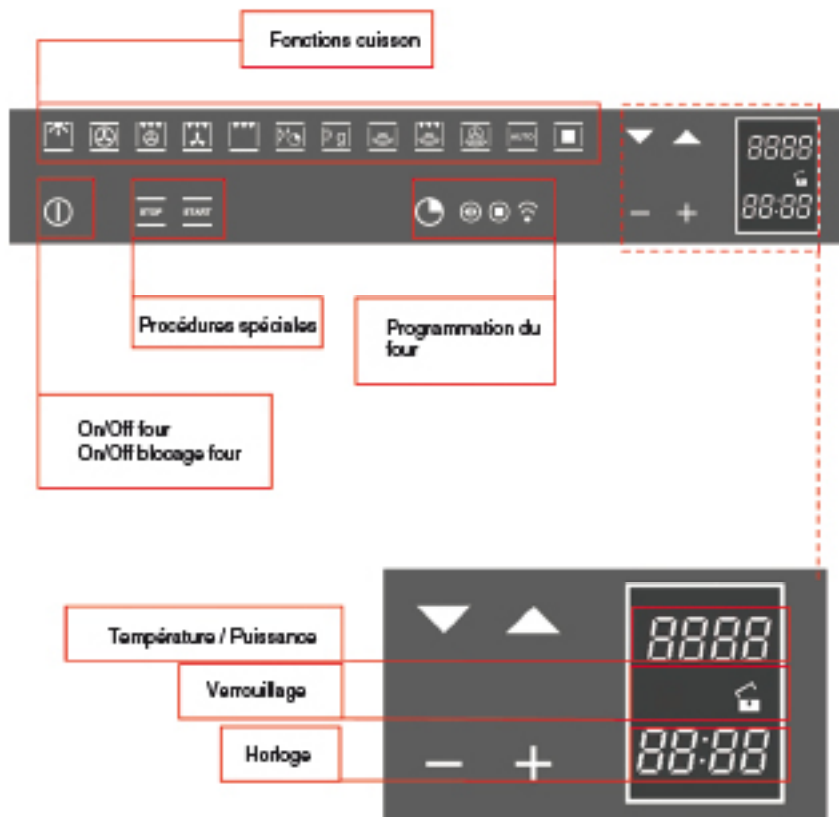 Fonctions cuisson
AUTO
8888
STOP START
88:88
Procédures spéciales
Programmation du
four
On/Off four
On/Off blocage four
Température / Puissance
8888
Verrouillage
Horloge
88:88